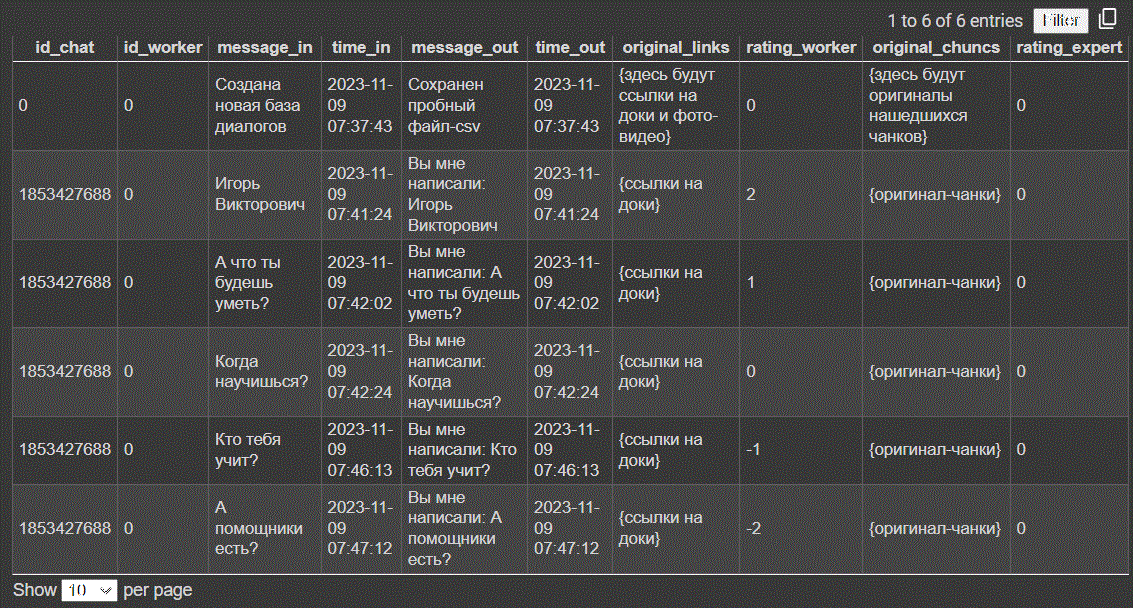 1 to 6 of 6 entries Filter
id_chat id_worker message_in time_in message_out time_out original_links rating_worker original_chuncs rating_expert
0 0 Создана новая база диалогов 2023-11-09 07:37:43 Сохранен пробный файл-csv 2023-11-09 07:37:43 {здесь будут ссылки на доки и фото-видео} 0 {здесь будут оригиналы нашедшихся чанков} 0
1853427688 0 Игорь Викторович 2023-11-09 07:41:24 Вы мне написали: Игорь Викторович 2023-11-09 07:41:24 {ссылки на доки} 2 {оригинал-чанки} 0
1853427688 0 А что ты будешь уметь? 2023-11-09 07:42:02 Вы мне написали: А что ты будешь уметь? 2023-11-09 07:42:02 {ссылки на доки} 1 {оригинал-чанки} 0
1853427688 0 Когда научишься? 2023-11-09 07:42:24 Вы мне написали: Когда научишься? 2023-11-09 07:42:24 {ссылки на доки} 0 {оригинал-чанки} 0
1853427688 0 Кто тебя учит? 2023-11-09 07:46:13 Вы мне написали: Кто тебя учит? 2023-11-09 07:46:13 {ссылки на доки} -1 {оригинал-чанки} 0
1853427688 0 А помощники есть? 2023-11-09 07:47:12 Вы мне написали: А помощники есть? 2023-11-09 07:47:12 {ссылки на доки} -2 {оригинал-чанки} 0
Show 10 per page